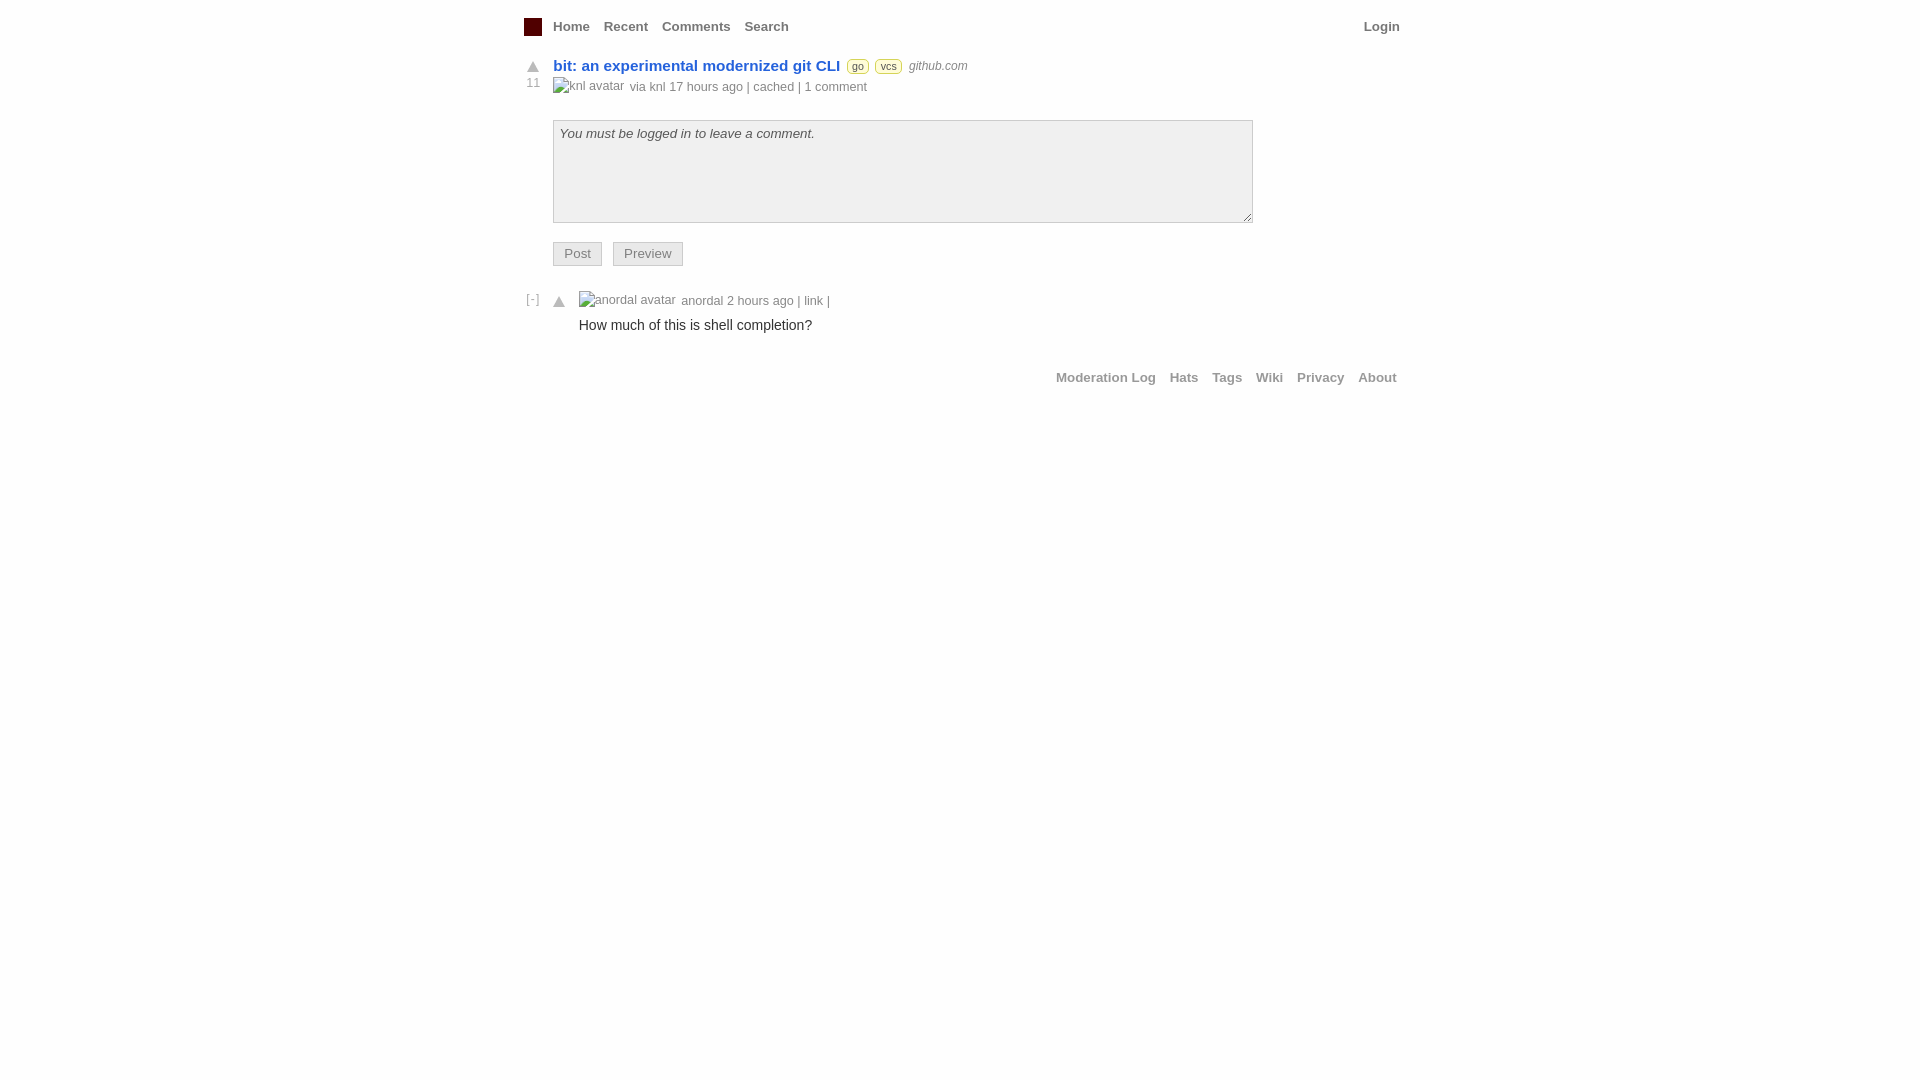 Home Recent Comments Search Login
bit: an experimental modernized git CLI go vcs github.com
11 knl avatar via knl 17 hours ago | cached | 1 comment
You must be logged in to leave a comment.
Post Preview
[-] anordal avatar anordal 2 hours ago | link |
How much of this is shell completion?
Moderation Log Hats Tags Wiki Privacy About